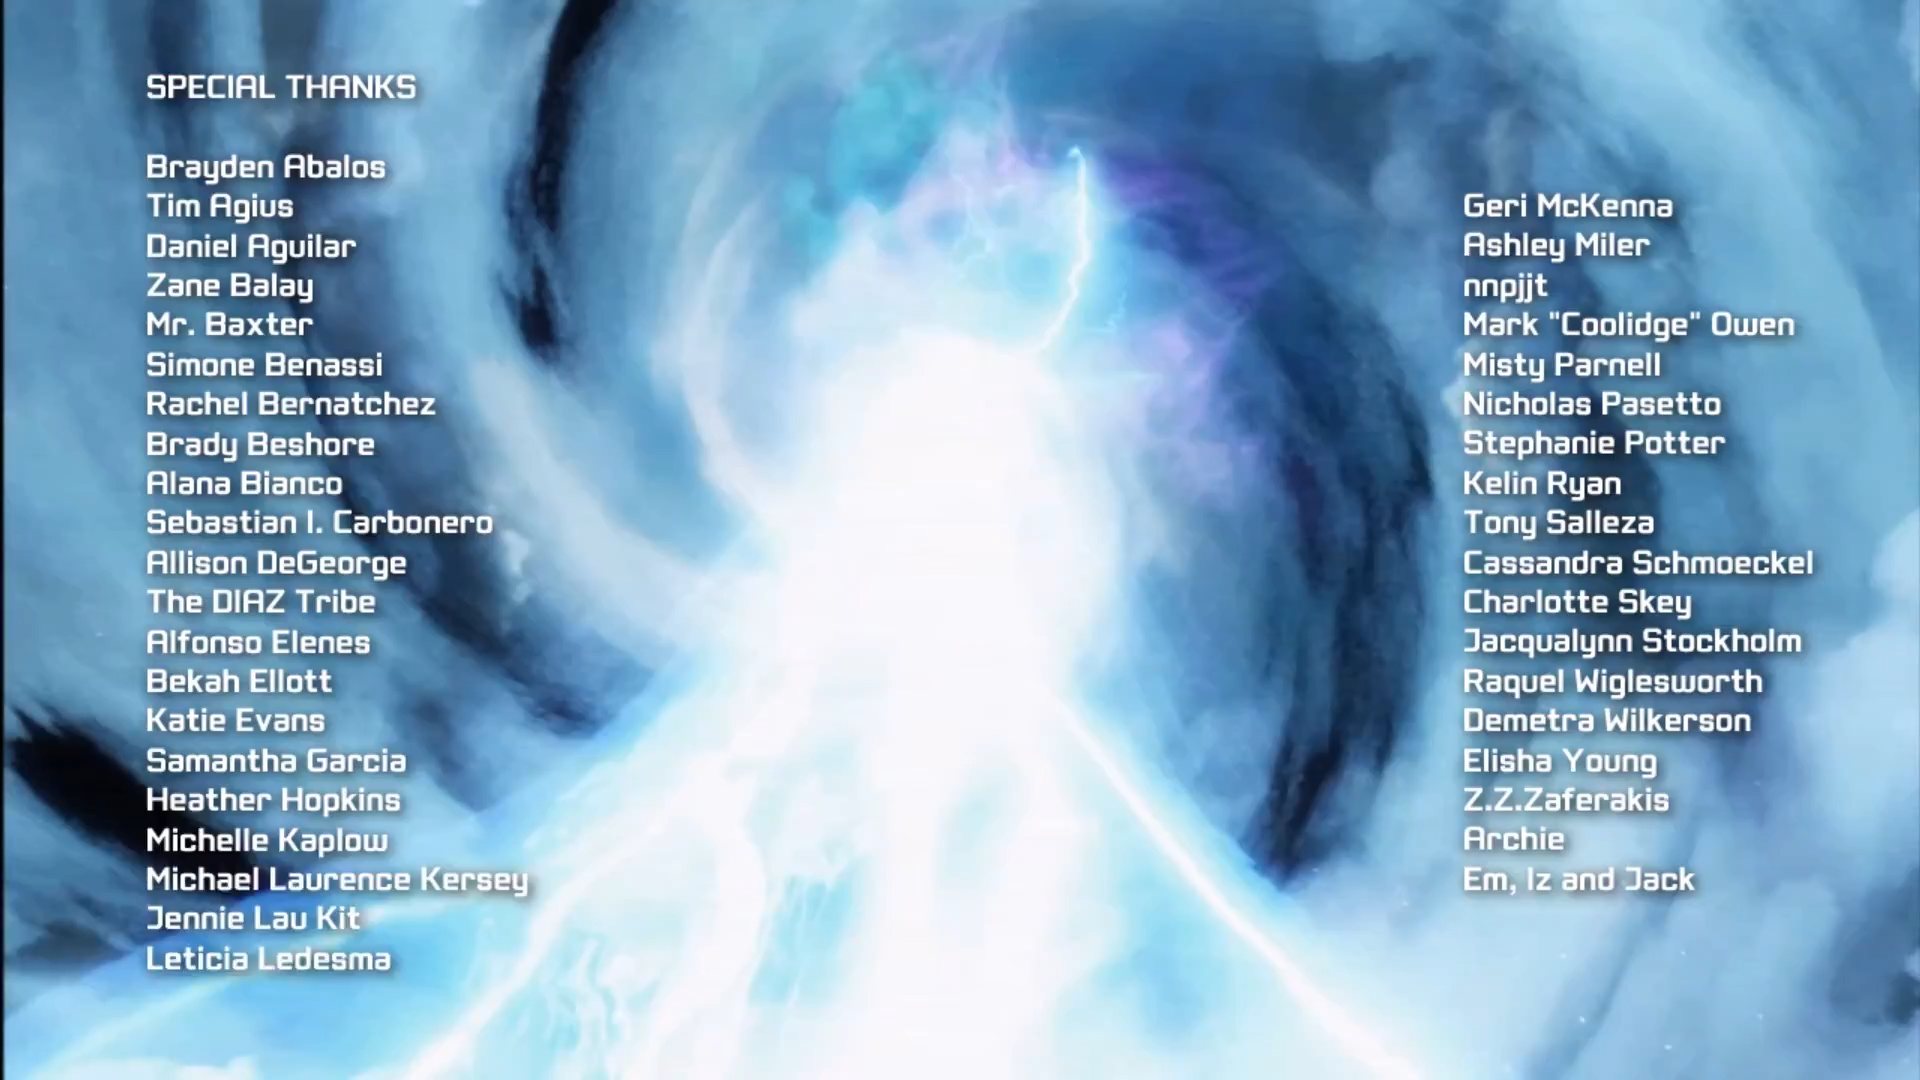 SPECIAL THANKS
Brayden Abalos
Tim Agius
Daniel Aguilar
Zane Balay
Mr. Baxter
Simone Benassi
Rachel Bernatchez
Brady Beshore
Alana Bianco
Sebastian I. Carbonero
Allison DeGeorge
The DIAZ Tribe
Alfonso Elenes
Bekah Ellott
Katie Evans
Samantha Garcia
Heather Hopkins
Michelle Kaplow
Michael Laurence Kersey
Jennie Lau Kit
Leticia Ledesma
Geri McKenna
Ashley Miler
nnpjjt
Mark "Coolidge" Owen
Misty Parnell
Nicholas Pasetto
Stephanie Potter
Kelin Ryan
Tony Salleza
Cassandra Schmoeckel
Charlotte Skey
Jacqualynn Stockholm
Raquel Wiglesworth
Demetra Wilkerson
Elisha Young
Z.Z.Zaferakis
Archie
Em, Iz and Jack